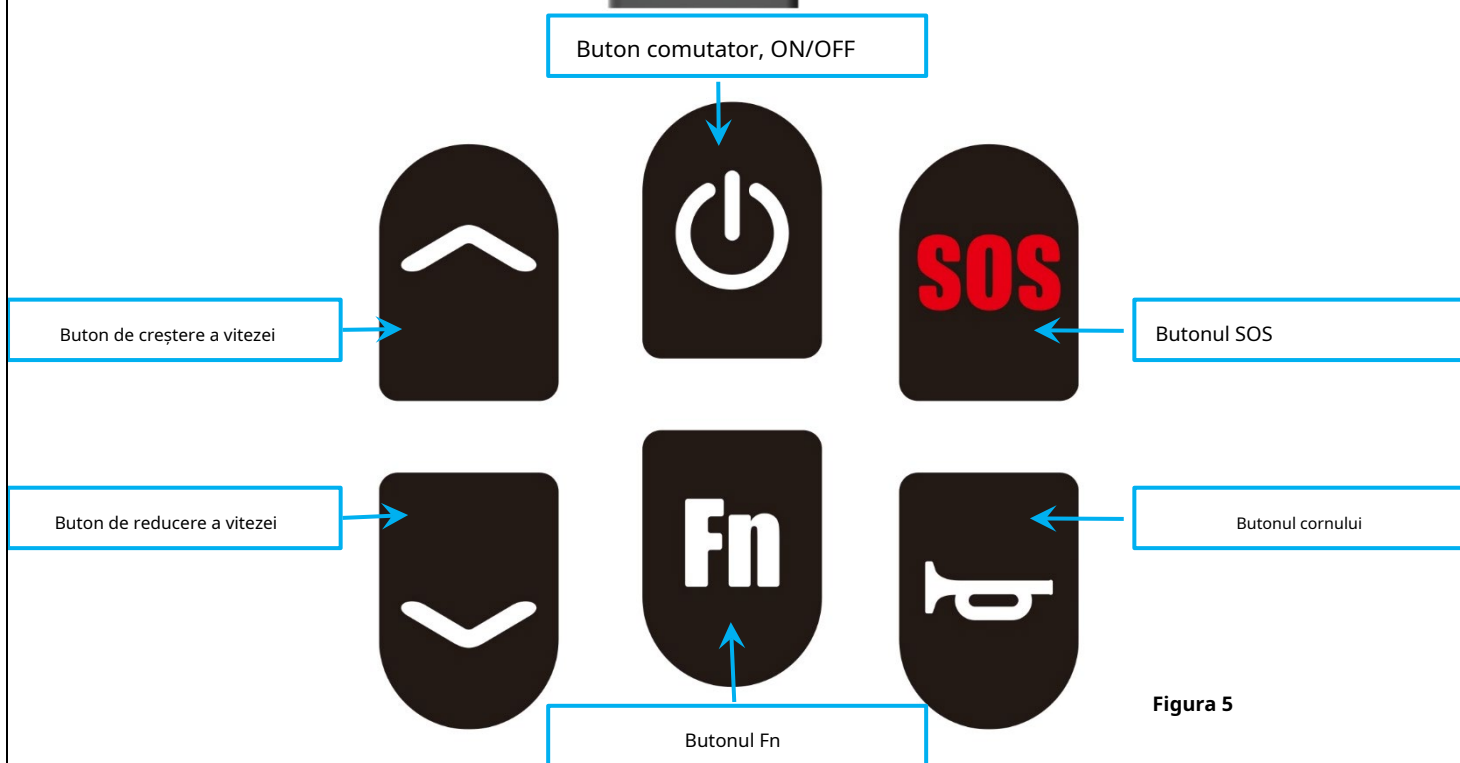 Buton comutator, ON/OFF
SOS
Buton de creștere a vitezei
Butonul SOS
Fn
Buton de reducere a vitezei
Butonul cornului
Figura 5
Butonul Fn